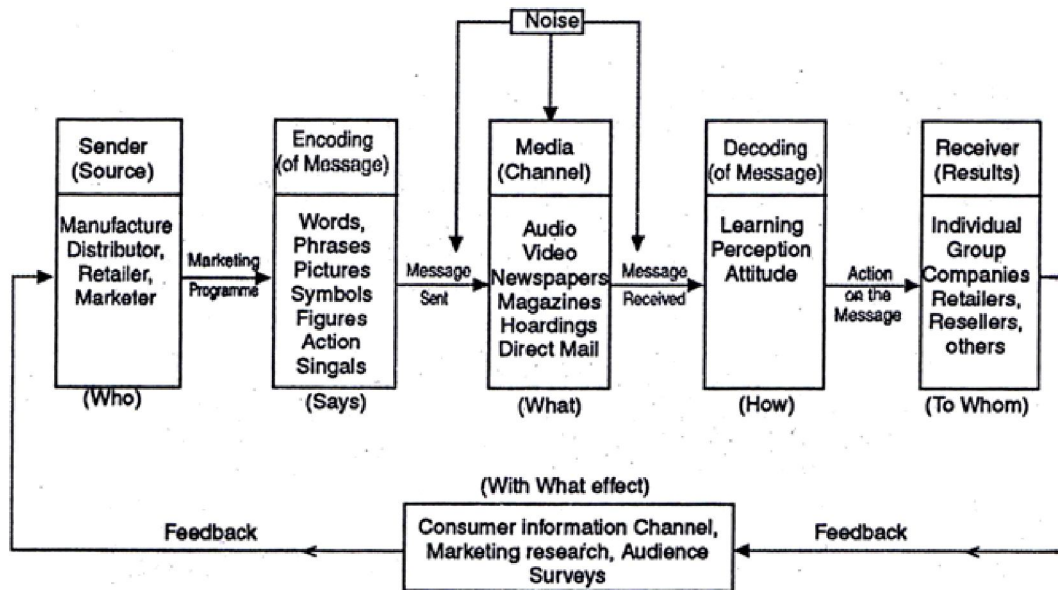 Noise
Sender
(Source)
Manufacture
Distributor,
Retailer,
Marketer
(Who)
Marketing
Programme
Encoding
(of Message)
Words,
Phrases
Pictures
Symbols
Figures
Action
Singals
(Says)
Message
Sent
Media
(Channel)
Audio
Video
Newspapers
Magazines
Hoardings
Direct Mail
(What)
Message
Received
Decoding
(of Message)
Learning
Perception
Attitude
(How)
Action
on the
Message
Receiver
(Results)
Individual
Group
Companies
Retailers,
Resellers,
others
(To Whom)
(With What effect)
Feedback
Consumer information Channel,
Marketing research, Audience
Surveys
Feedback